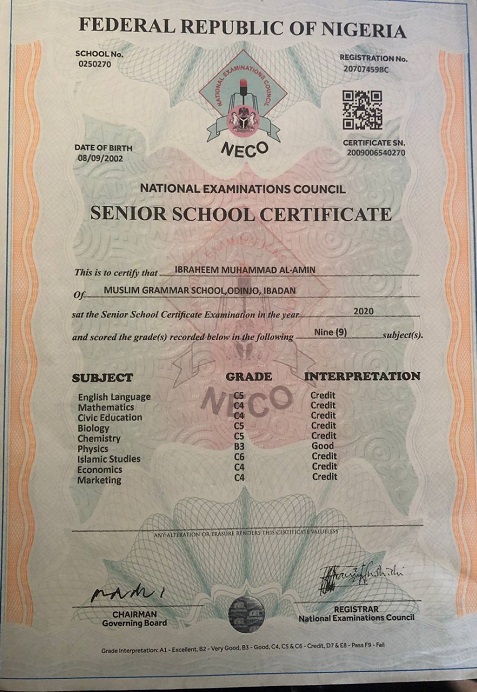 FEDERAL REPUBLIC OF NIGERIA
SCHOOL No.
0250270
REGISTRATION No.
20707459BC
NATIONAL EXAMINATIONS COUNCIL
NECO
DATE OF BIRTH
08/09/2002
CERTIFICATE SN.
2009006540270
NATIONAL EXAMINATIONS COUNCIL
SENIOR SCHOOL CERTIFICATE
This is to certify that IBRAHEEM MUHAMMAD AL-AMIN
Of MUSLIM GRAMMAR SCHOOL,ODINJO, IBADAN
sat the Senior School Certificate Examination in the year 2020
and scored the grade(s) recorded below in the following Nine (9) subject(s).
SUBJECT GRADE INTERPRETATION
English Language C5 Credit
Mathematics C4 Credit
Civic Education C4 Credit
Biology C5 Credit
Chemistry C5 Credit
Physics B3 Good
Islamic Studies C6 Credit
Economics C4 Credit
Marketing C4 Credit
NECO
ANY ALTERATION OR ERASURE RENDERS THIS CERTIFICATE VALUELESS
CHAIRMAN
Governing Board
REGISTRAR
National Examinations Council
Grade Interpretation: A1 - Excellent, B2 - Very Good, B3 - Good, C4, C5 & C6 - Credit, D7 & E8 - Pass F9 - Fail